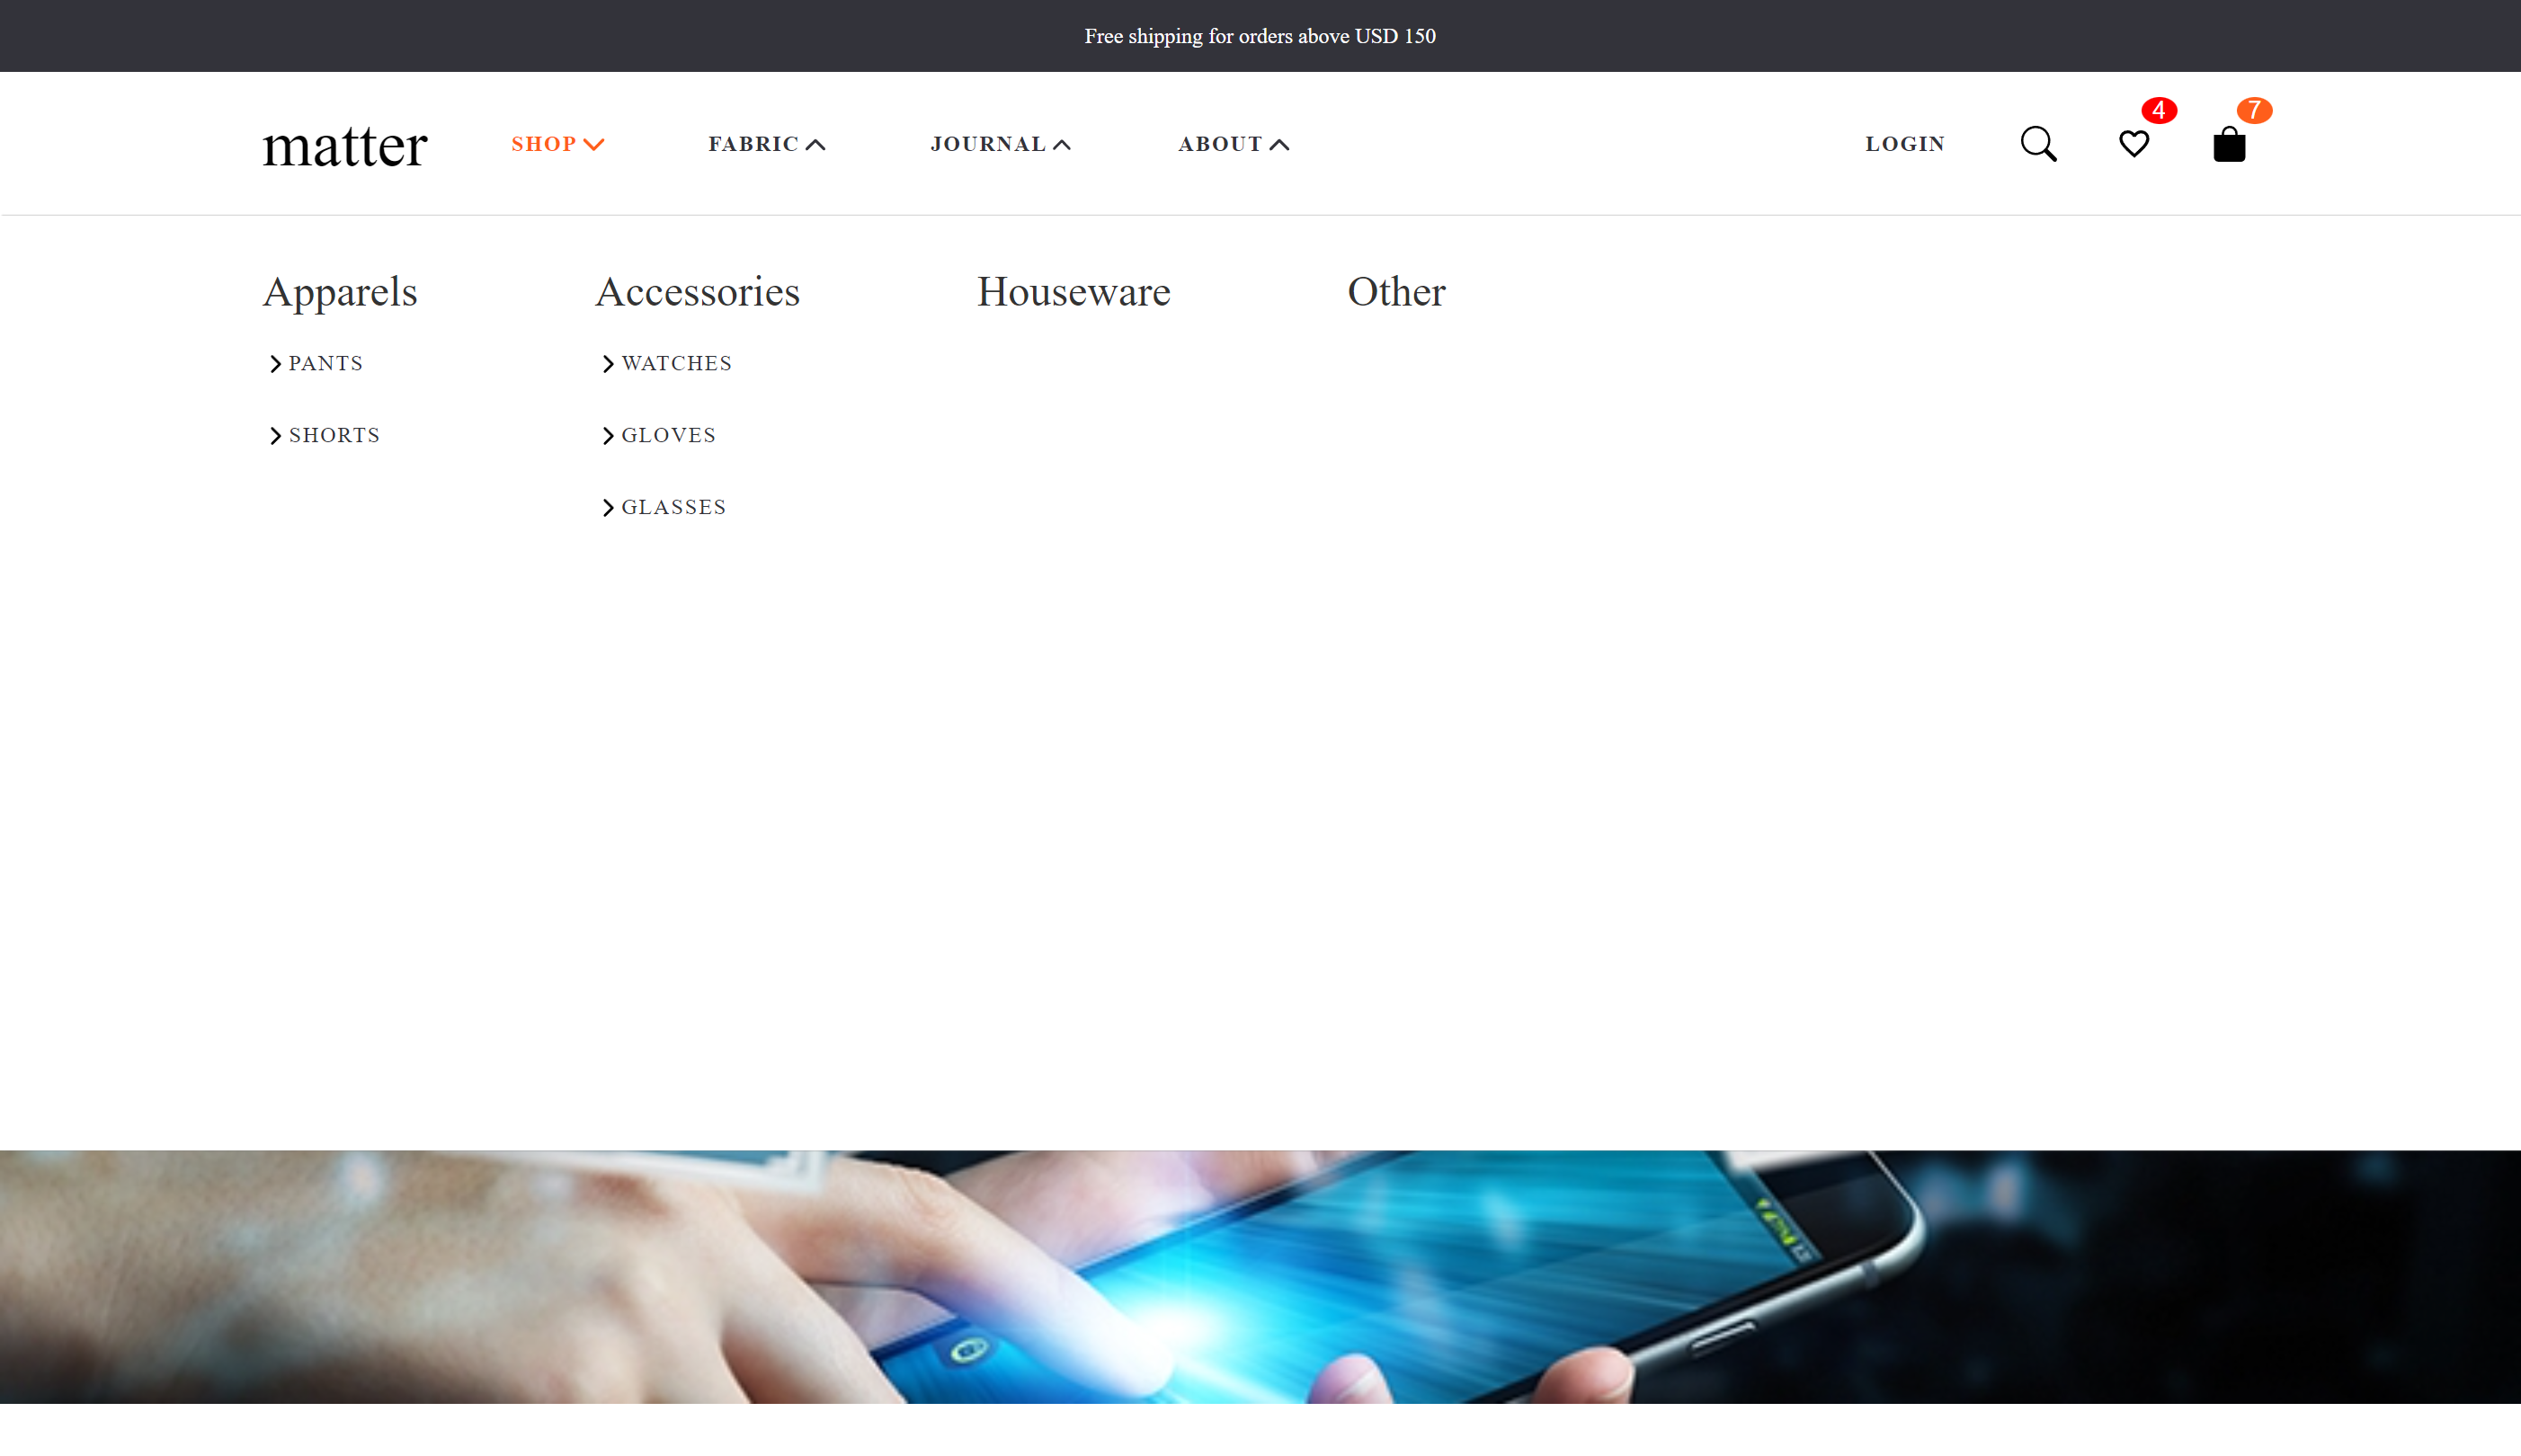 Free shipping for orders above USD 150
matter SHOP FABRIC JOURNAL ABOUT LOGIN 4 7
Apparels Accessories Houseware Other
PANTS WATCHES
SHORTS GLOVES
GLASSES